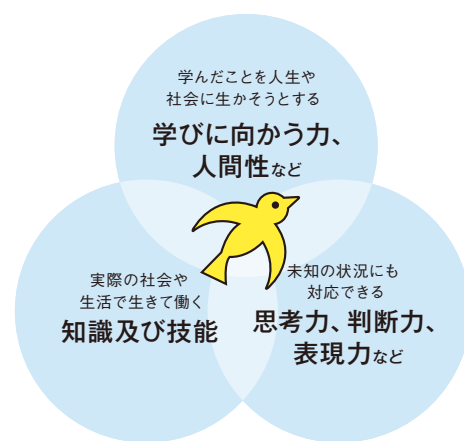 学んだことを人生や
社会に生かそうとする
学びに向かう力、
人間性など
実際の社会や
生活で生きて働く
知識及び技能
未知の状況にも
対応できる
思考力、判断力、
表現力など